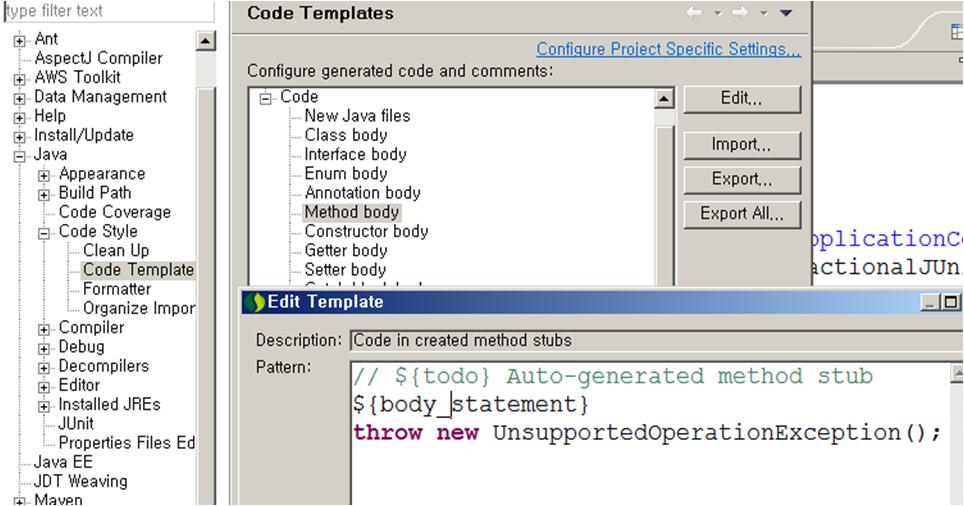 type filter text
Ant
AspectJ Compiler
AWS Toolkit
Data Management
Help
Install/Update
Java
Appearance
Build Path
Code Coverage
Code Style
Clean Up
Code Template
Formatter
Organize Impor
Compiler
Debug
Decompilers
Editor
Installed JREs
JUnit
Properties Files Ed
Java EE
JDT Weaving
Maven
Code Templates
Configure Project Specific Settings...
Configure generated code and comments:
Code
New Java files
Class body
Interface body
Enum body
Annotation body
Method body
Constructor body
Getter body
Setter body
Edit...
Import...
Export...
Export All...
pplicationC
actionalJUn
Edit Template
Description: Code in created method stubs
Pattern:
// ${todo} Auto-generated method stub
${body_statement}
throw new UnsupportedOperationException();